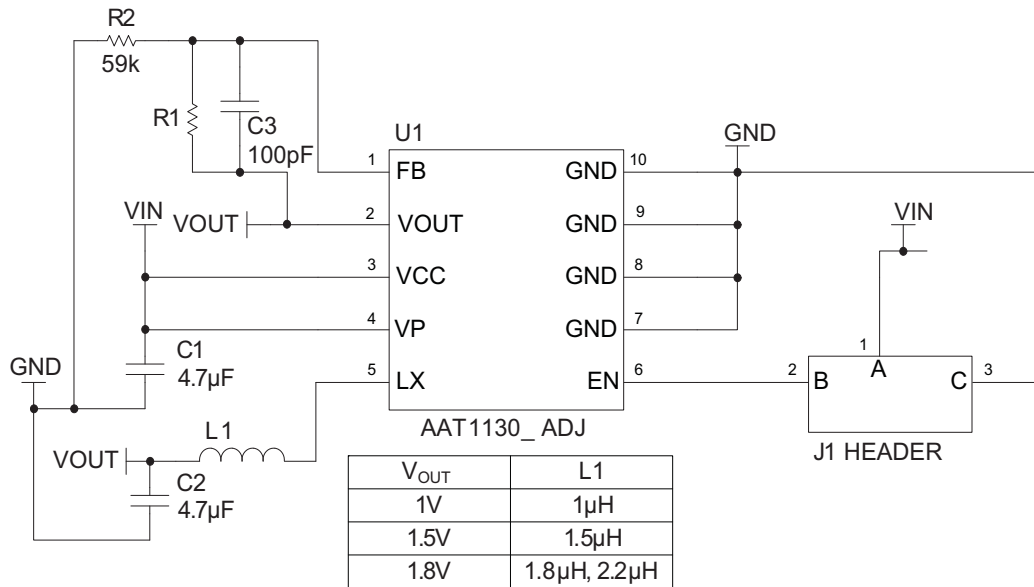 R2
59k
R1
C3
100pF
U1
GND
VIN
VOUT
1 FB GND 10
2 VOUT GND 9
3 VCC GND 8
4 VP GND 7
5 LX EN 6
VIN
C1
4.7µF
GND
AAT1130_ ADJ
1
2 B A C 3
J1 HEADER
L1
VOUT
C2
4.7µF
VOUT L1
1V 1µH
1.5V 1.5µH
1.8V 1.8µH, 2.2µH